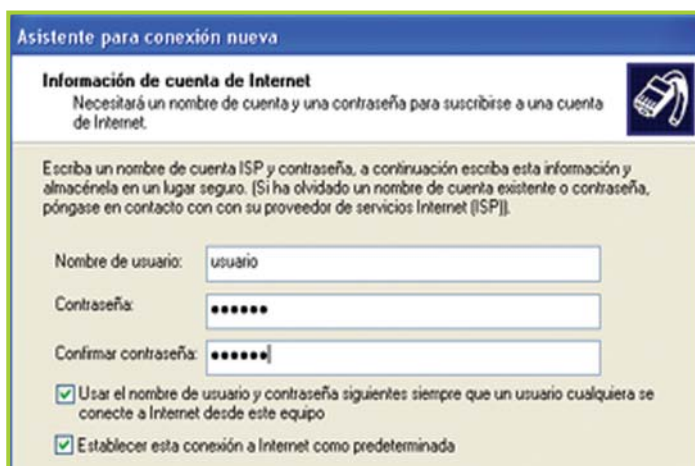 Asistente para conexión nueva
Información de cuenta de Internet
Necesitará un nombre de cuenta y una contraseña para suscribirse a una cuenta
de Internet.
Escriba un nombre de cuenta ISP y contraseña, a continuación escriba esta información y
almacénela en un lugar seguro. (Si ha olvidado un nombre de cuenta existente o contraseña,
póngase en contacto con con su proveedor de servicios Internet (ISP)).
Nombre de usuario: usuario
Contraseña: ●●●●●●
Confirmar contraseña: ●●●●●●
Usar el nombre de usuario y contraseña siguientes siempre que un usuario cualquiera se
conecte a Internet desde este equipo
Establecer esta conexión a Internet como predeterminada